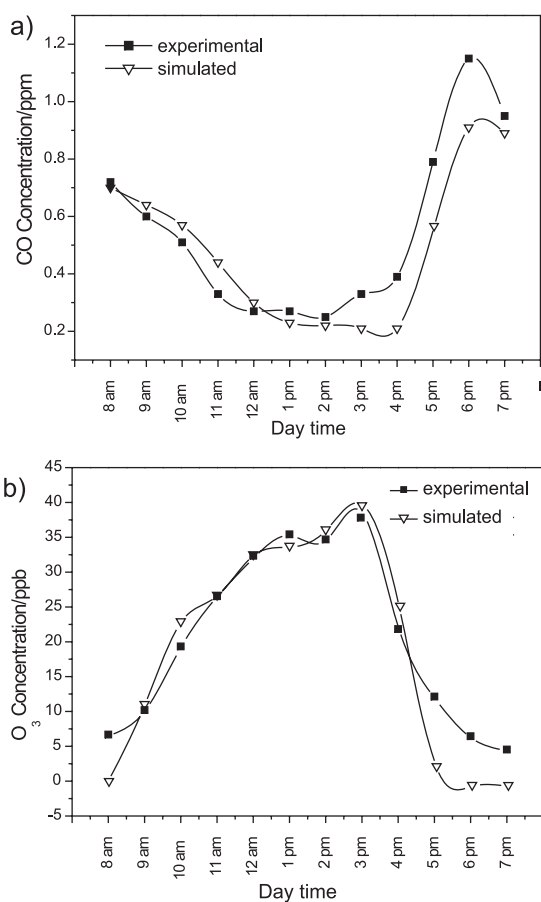 a)
CO Concentration/ppm
1.2
1.0
0.8
0.6
0.4
0.2
experimental
simulated
8 am
9 am
10 am
11 am
12 am
1 pm
2 pm
3 pm
4 pm
5 pm
6 pm
7 pm
Day time
b)
O3 Concentration/ppb
45
40
35
30
25
20
15
10
5
0
-5
experimental
simulated
8 am
9 am
10 am
11 am
12 am
1 pm
2 pm
3 pm
4 pm
5 pm
6 pm
7 pm
Day time